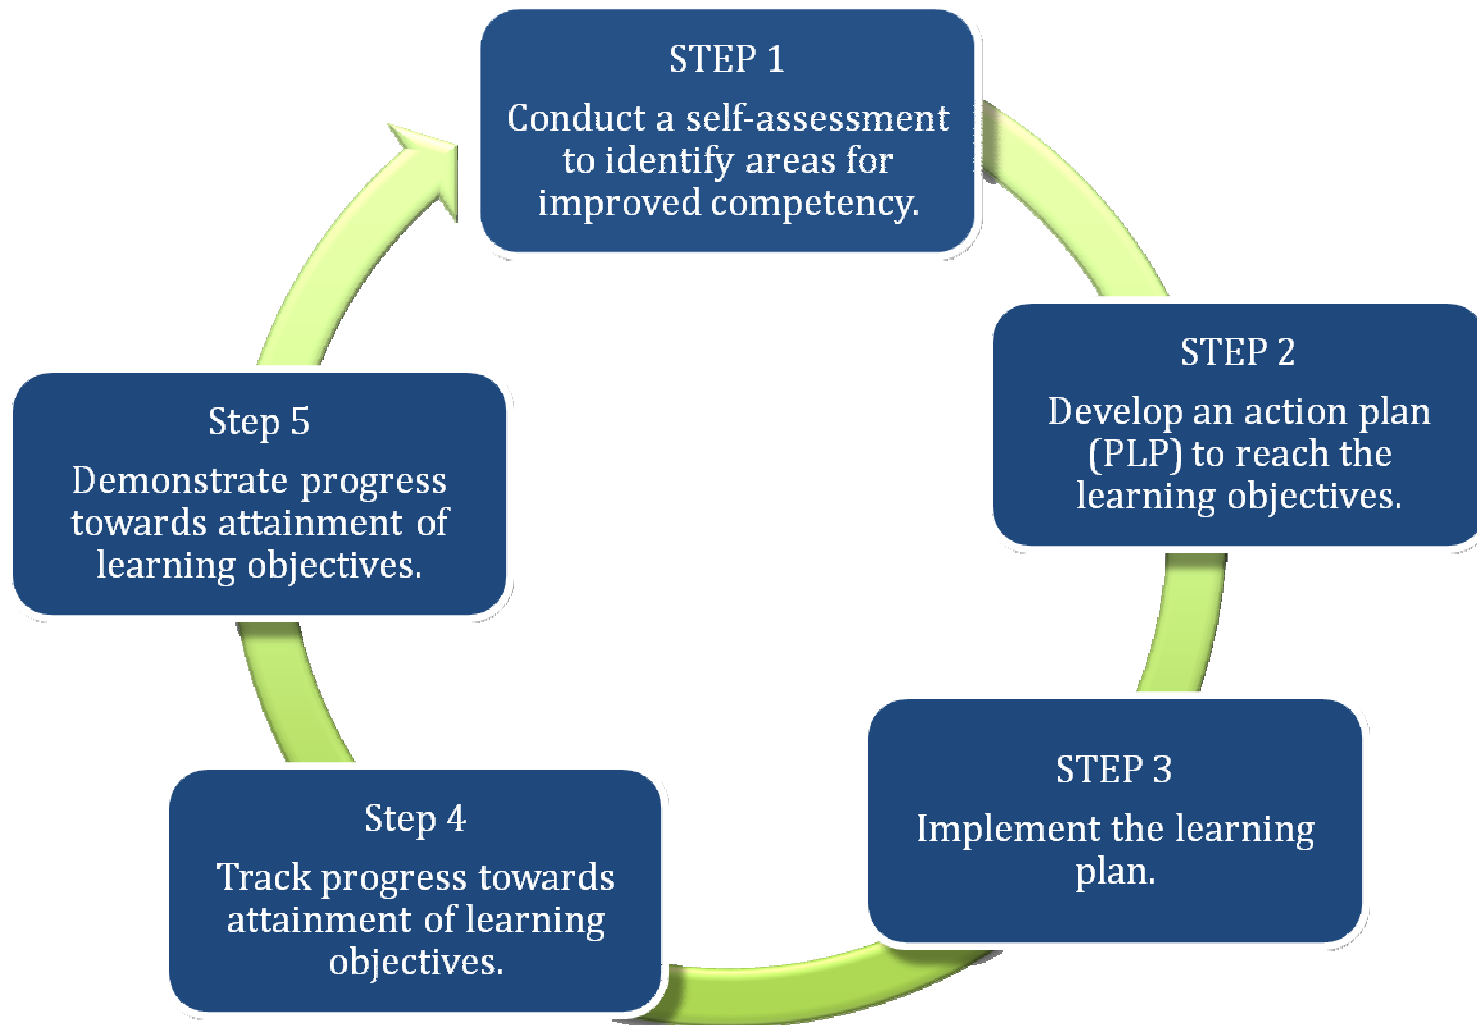 STEP 1
Conduct a self-assessment
to identify areas for
improved competency.
STEP 2
Develop an action plan
(PLP) to reach the
learning objectives.
STEP 3
Implement the learning
plan.
Step 4
Track progress towards
attainment of learning
objectives.
Step 5
Demonstrate progress
towards attainment of
learning objectives.